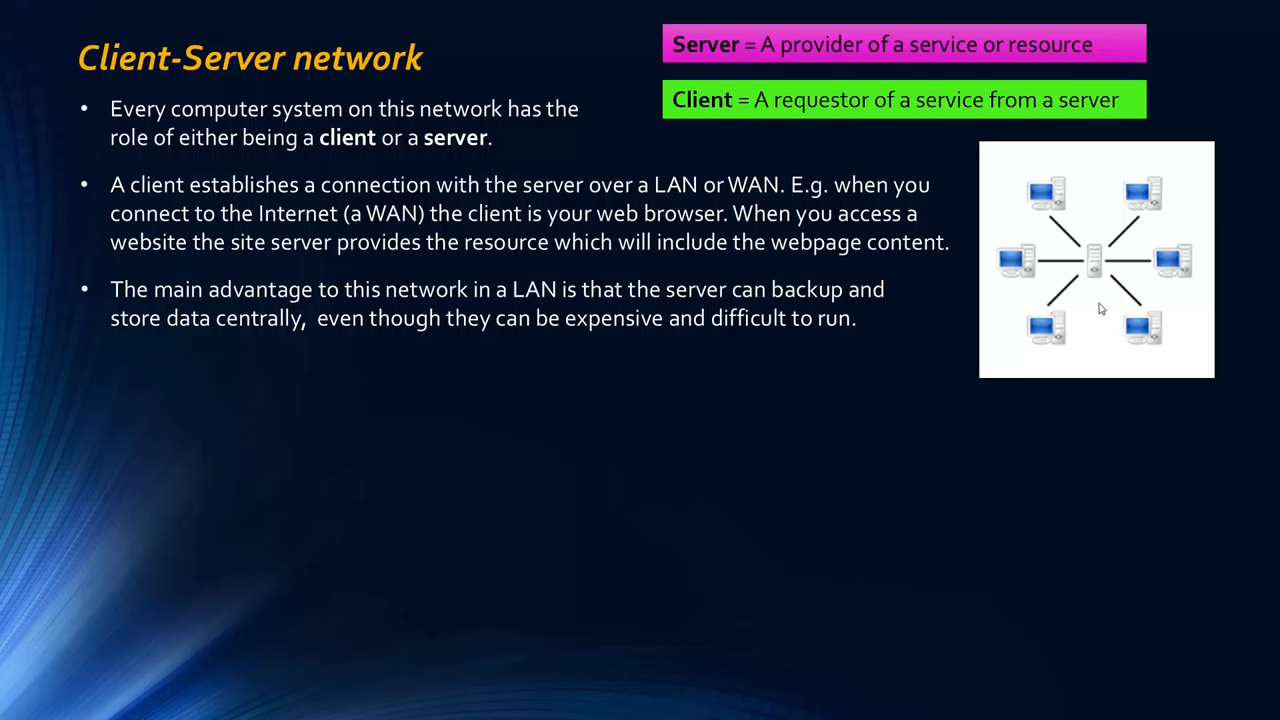 Client-Server network
Server = A provider of a service or resource
Client = A requestor of a service from a server
• Every computer system on this network has the
role of either being a client or a server.
• A client establishes a connection with the server over a LAN or WAN. E.g. when you
connect to the Internet (a WAN) the client is your web browser. When you access a
website the site server provides the resource which will include the webpage content.
• The main advantage to this network in a LAN is that the server can backup and
store data centrally, even though they can be expensive and difficult to run.